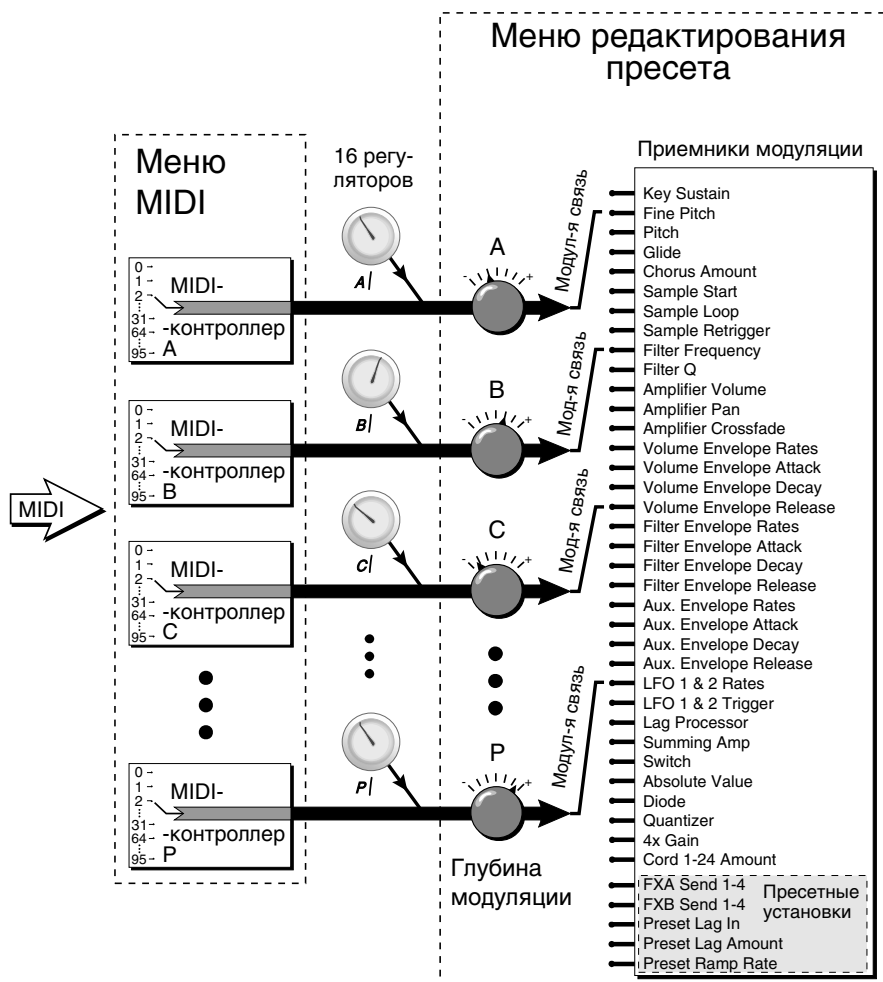 Меню редактирования
пресета
Меню
MIDI
16 регу-
ляторов
Приемники модуляции
MIDI
0
1
2
31
64
95
MIDI-
-контроллер
A
A
A
Модул-я связь
0
1
2
31
64
95
MIDI-
-контроллер
B
B
B
Мод-я связь
0
1
2
31
64
95
MIDI-
-контроллер
C
C
C
Мод-я связь
0
1
2
31
64
95
MIDI-
-контроллер
P
P
P
Модул-я связь
Глубина
модуляции
Key Sustain
Fine Pitch
Pitch
Glide
Chorus Amount
Sample Start
Sample Loop
Sample Retrigger
Filter Frequency
Filter Q
Amplifier Volume
Amplifier Pan
Amplifier Crossfade
Volume Envelope Rates
Volume Envelope Attack
Volume Envelope Decay
Volume Envelope Release
Filter Envelope Rates
Filter Envelope Attack
Filter Envelope Decay
Filter Envelope Release
Aux. Envelope Rates
Aux. Envelope Attack
Aux. Envelope Decay
Aux. Envelope Release
LFO 1 & 2 Rates
LFO 1 & 2 Trigger
Lag Processor
Summing Amp
Switch
Absolute Value
Diode
Quantizer
4x Gain
Cord 1-24 Amount
FXA Send 1-4
FXB Send 1-4
Preset Lag In
Preset Lag Amount
Preset Ramp Rate
Пресетные
установки